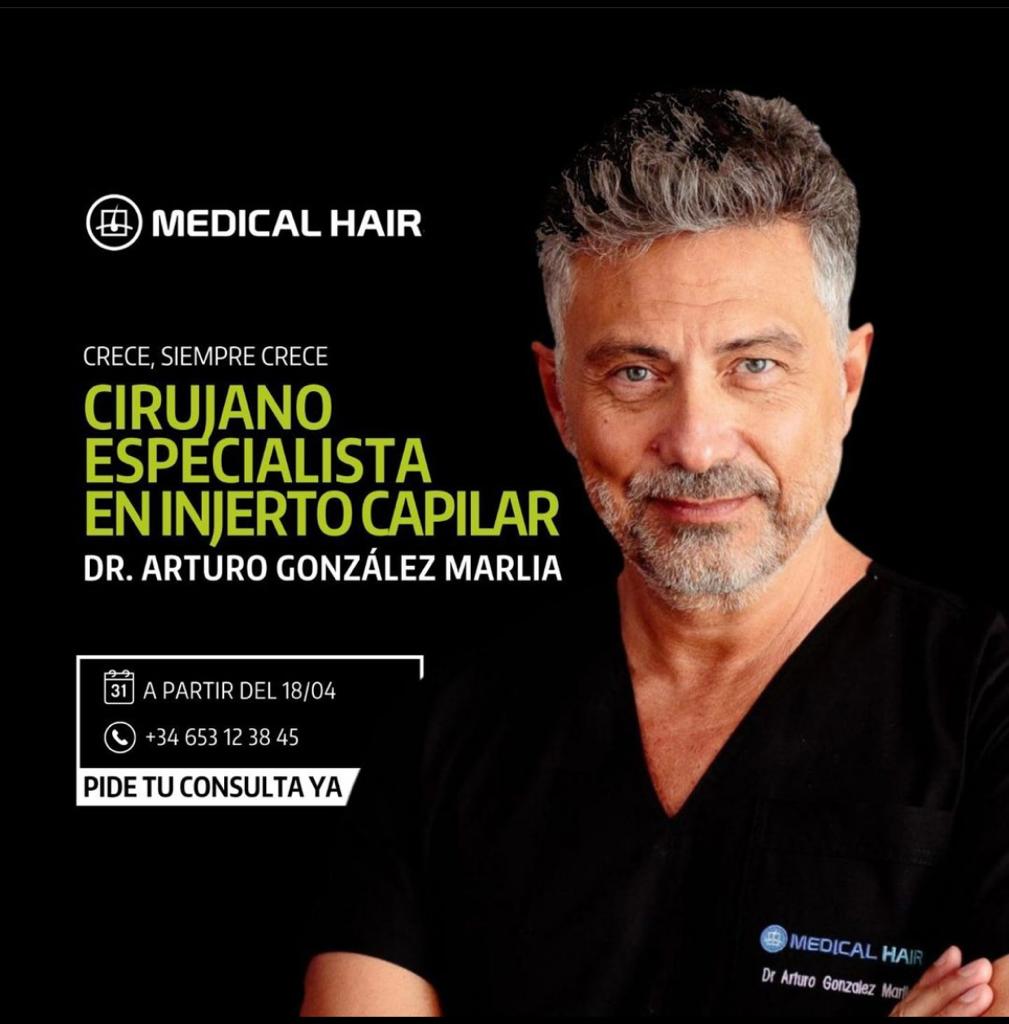 MEDICAL HAIR
CRECE, SIEMPRE CRECE
CIRUJANO
ESPECIALISTA
EN INJERTO CAPILAR
DR. ARTURO GONZÁLEZ MARLIA
31 A PARTIR DEL 18/04
+34 653 12 38 45
PIDE TU CONSULTA YA
MEDICAL HAIR
Dr Arturo Gonzalez